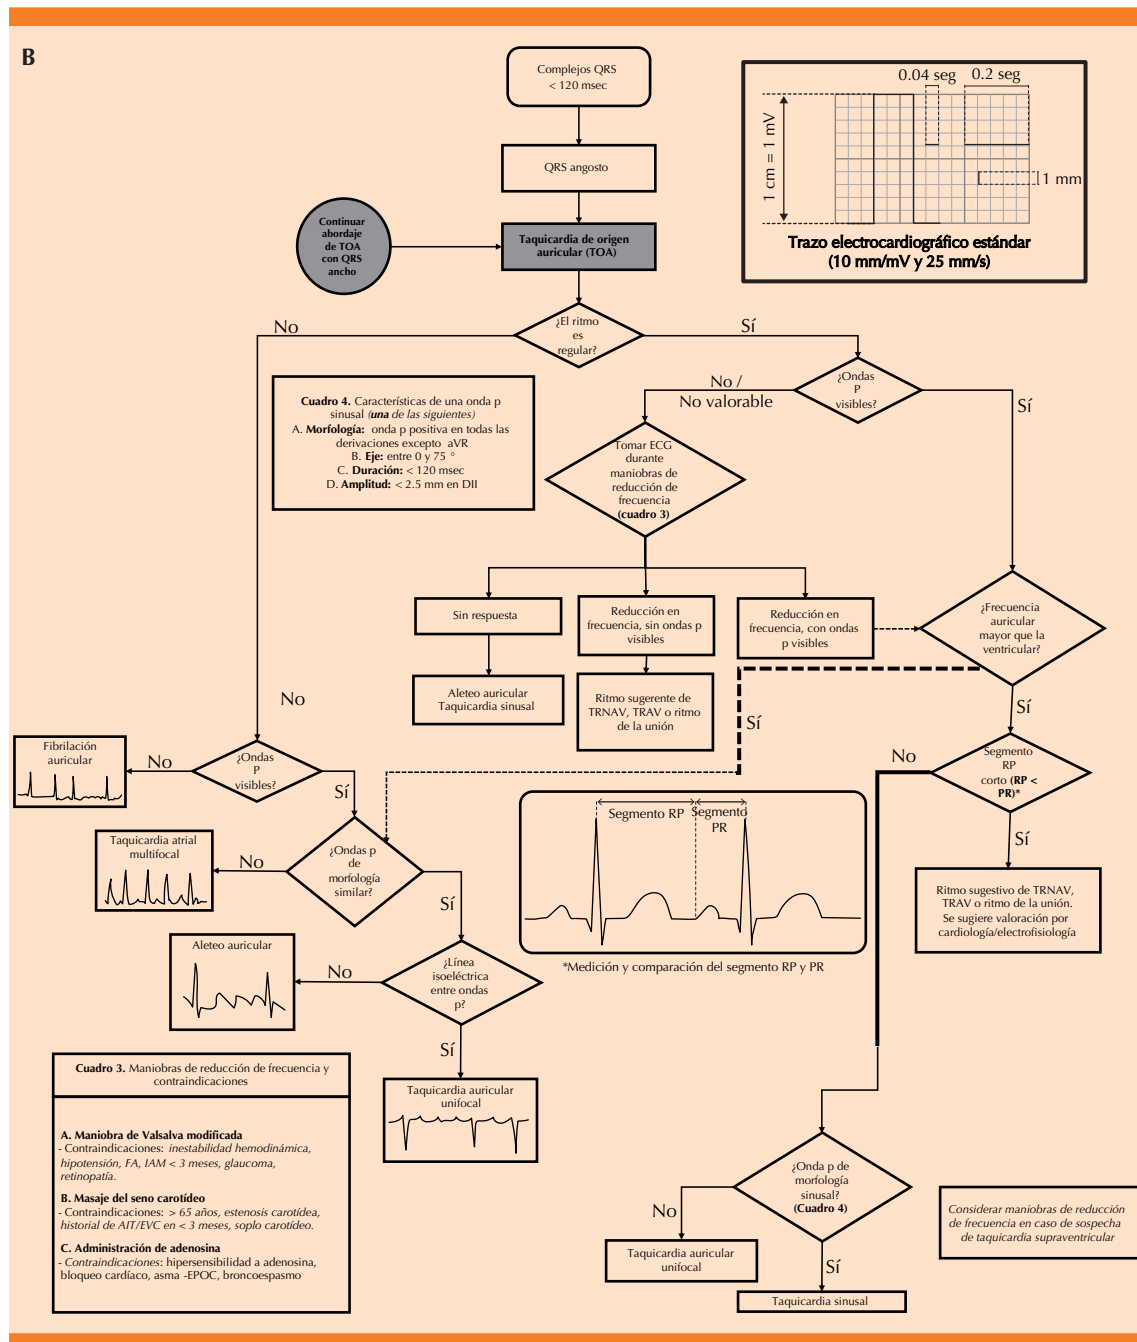 B
Complejos QRS
< 120 msec
0.04 seg
0.2 seg
1 cm = 1 mV
1 mm
Trazo electrocardiográfico estándar
(10 mm/mV y 25 mm/s)
QRS angosto
Continuar
abordaje
de TOA
con QRS
ancho
Taquicardia de origen
auricular (TOA)
¿El ritmo
es
regular?
No
Sí
¿Ondas
P
visibles?
No /
No valorable
Sí
Cuadro 4. Características de una onda p
sinusal (una de las siguientes)
A. Morfología: onda p positiva en todas las
derivaciones excepto aVR
B. Eje: entre 0 y 75 °
C. Duración: < 120 msec
D. Amplitud: < 2.5 mm en DII
Tomar ECG
durante
maniobras de
reducción de
frecuencia
(cuadro 3)
Sin respuesta
Reducción en
frecuencia, sin ondas p
visibles
Reducción en
frecuencia, con ondas
p visibles
¿Frecuencia
auricular
mayor que la
ventricular?
Aleteo auricular
Taquicardia sinusal
Ritmo sugerente de
TRNAV, TRAV o ritmo
de la unión
No
Sí
Sí
Fibrilación
auricular
No
¿Ondas
P
visibles?
Sí
No
Segmento
RP
corto (RP <
PR)*
Sí
Taquicardia atrial
multifocal
No
¿Ondas p
de
morfología
similar?
Sí
Segmento RP
Segmento
PR
*Medición y comparación del segmento RP y PR
Ritmo sugestivo de TRNAV,
TRAV o ritmo de la unión.
Se sugiere valoración por
cardiología/electrofisiología
Aleteo auricular
No
¿Línea
isoeléctrica
entre ondas
p?
Sí
Taquicardia auricular
unifocal
Cuadro 3. Maniobras de reducción de frecuencia y
contraindicaciones
A. Maniobra de Valsalva modificada
- Contraindicaciones: inestabilidad hemodinámica,
hipotensión, FA, IAM < 3 meses, glaucoma,
retinopatía.
B. Masaje del seno carotídeo
- Contraindicaciones: > 65 años, estenosis carotídea,
historial de AIT/EVC en < 3 meses, soplo carotídeo.
C. Administración de adenosina
- Contraindicaciones: hipersensibilidad a adenosina,
bloqueo cardíaco, asma -EPOC, broncoespasmo
¿Onda p de
morfología
sinusal?
(Cuadro 4)
No
Sí
Taquicardia auricular
unifocal
Taquicardia sinusal
Considerar maniobras de reducción
de frecuencia en caso de sospecha
de taquicardia supraventricular